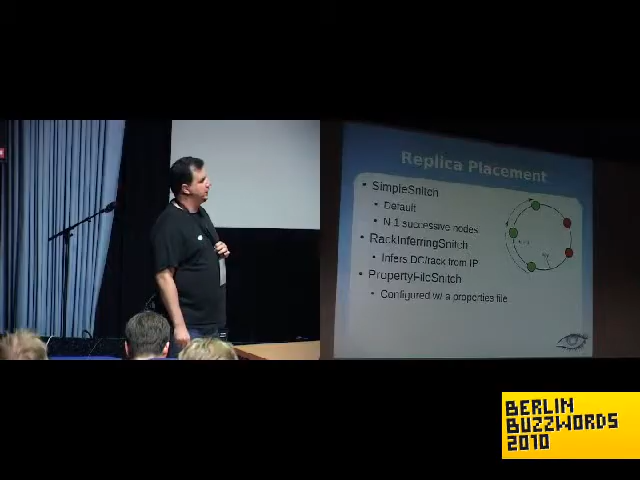 Replica Placement
SimpleSnitch
Default
N-1 successive nodes
RackInferringSnitch
Infers DC/rack from IP
PropertyFileSnitch
Configured w/ a properties file
BERLIN
BUZZWORDS
2010